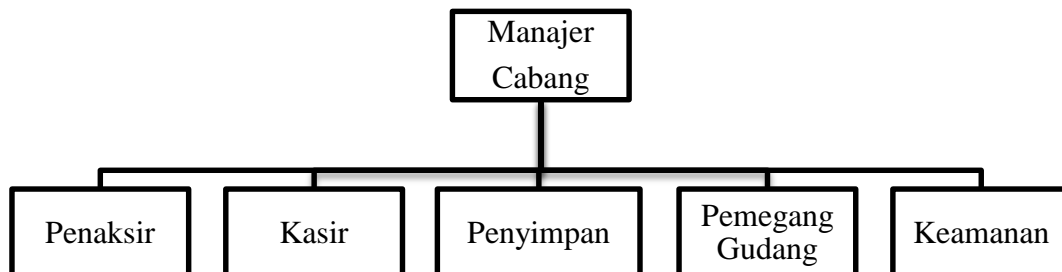 Manajer
Cabang
Penaksir
Kasir
Penyimpan
Pemegang
Gudang
Keamanan